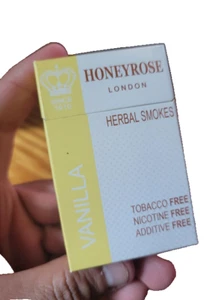 HONEYROSE
LONDON
HERBAL SMOKES
VANILLA
TOBACCO FREE
NICOTINE FREE
ADDITIVE FREE